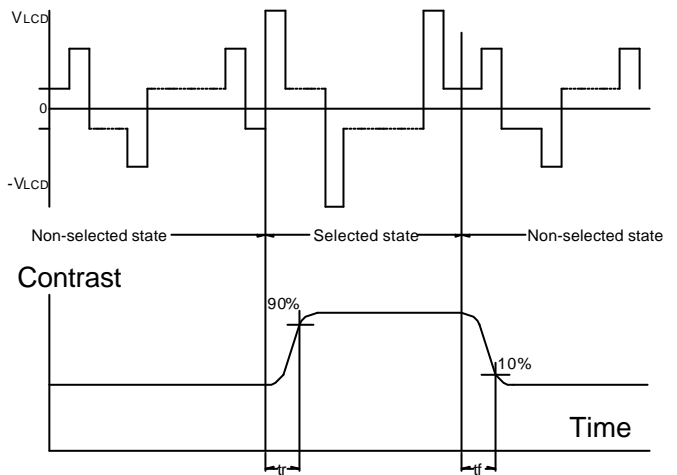 VLCD
0
-VLCD
Non-selected state Selected state Non-selected state
Contrast
90%
10%
Time
tr tf